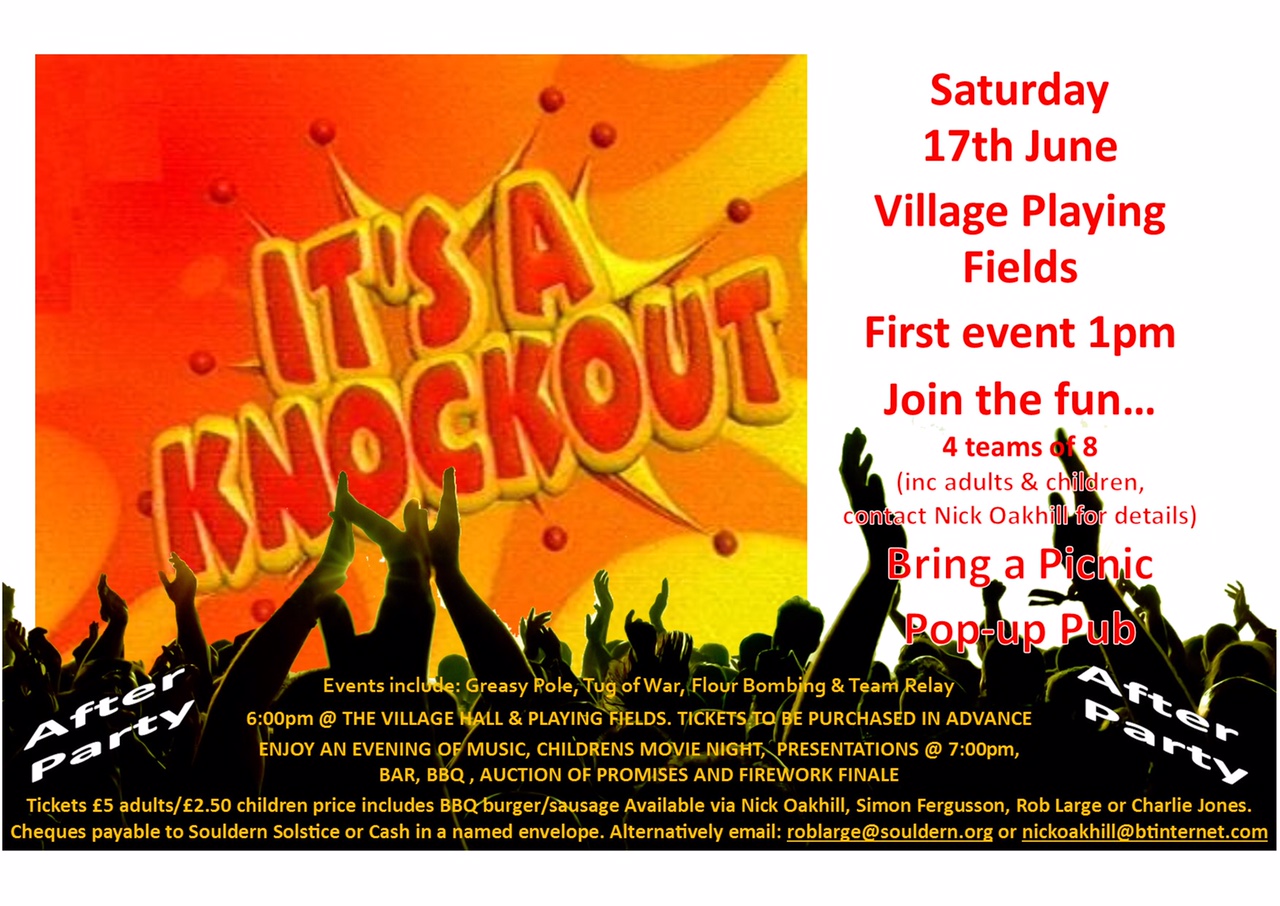 IT'S A
KNOCKOUT
Saturday
17th June
Village Playing
Fields
First event 1pm
Join the fun...
4 teams of 8
(inc adults & children,
contact Nick Oakhill for details)
Bring a Picnic
Pop-up Pub
After
Party
After
Party
Events include: Greasy Pole, Tug of War, Flour Bombing & Team Relay
6:00pm @ THE VILLAGE HALL & PLAYING FIELDS. TICKETS TO BE PURCHASED IN ADVANCE
ENJOY AN EVENING OF MUSIC, CHILDRENS MOVIE NIGHT, PRESENTATIONS @ 7:00pm,
BAR, BBQ , AUCTION OF PROMISES AND FIREWORK FINALE
Tickets £5 adults/£2.50 children price includes BBQ burger/sausage Available via Nick Oakhill, Simon Fergusson, Rob Large or Charlie Jones.
Cheques payable to Souldern Solstice or Cash in a named envelope. Alternatively email: roblarge@souldern.org or nickoakhill@btinternet.com